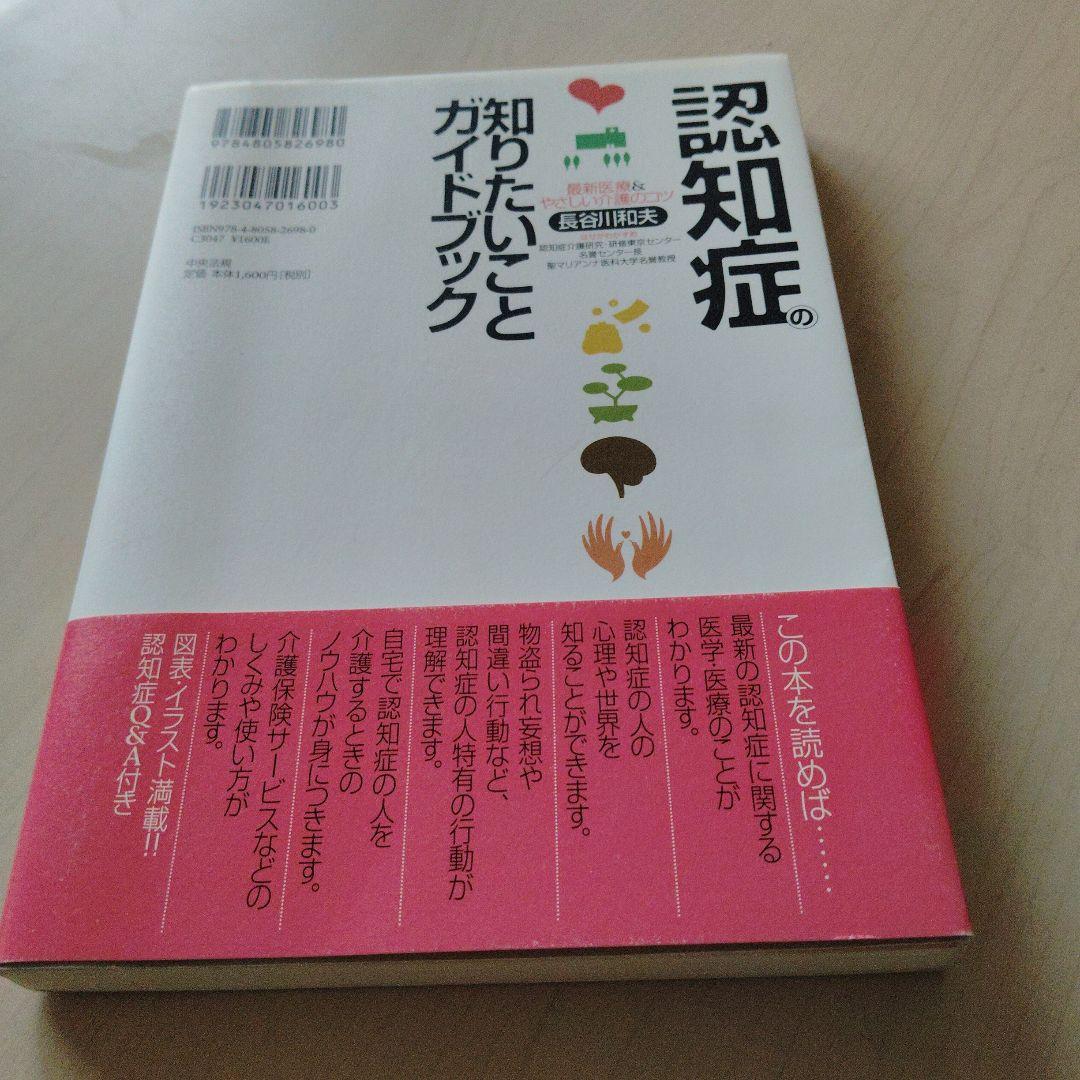 認知症の
知りたいこと
ガイドブック
最新医療&
やさしい介護のコツ
長谷川和夫
はせがわかずお
認知症介護研究・研修東京センター
名誉センター長
聖マリアンナ医科大学名誉教授
9784805826980
1923047016003
ISBN978-4-8058-2698-0
C3047 ¥1600E
中央法規
定価 本体1,600円[税別]
この本を読めば……
最新の認知症に関する
医学・医療のことが
わかります。
認知症の人の
心理や世界を
知ることができます。
物盗られ妄想や
間違い行動など、
認知症の人特有の行動が
理解できます。
自宅で認知症の人を
介護するときの
ノウハウが身につきます。
介護保険サービスなどの
しくみや使い方が
わかります。
図表・イラスト満載!!
認知症Q&A付き